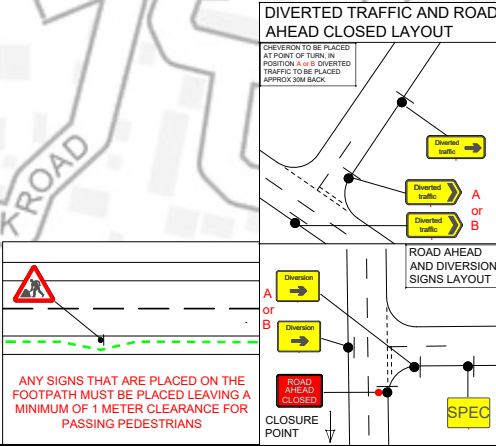 DIVERTED TRAFFIC AND ROAD
AHEAD CLOSED LAYOUT
CHEVERON TO BE PLACED
AT POINT OF TURN, IN
POSITION A or B DIVERTED
TRAFFIC TO BE PLACED
APPROX 30M BACK
Diverted
traffic
Diverted
traffic
A
or
B
Diverted
traffic
KROAD
ROAD AHEAD
AND DIVERSION
SIGNS LAYOUT
A
or
B
Diversion
Diversion
ROAD
AHEAD
CLOSED
CLOSURE
POINT
SPEC
ANY SIGNS THAT ARE PLACED ON THE
FOOTPATH MUST BE PLACED LEAVING A
MINIMUM OF 1 METER CLEARANCE FOR
PASSING PEDESTRIANS